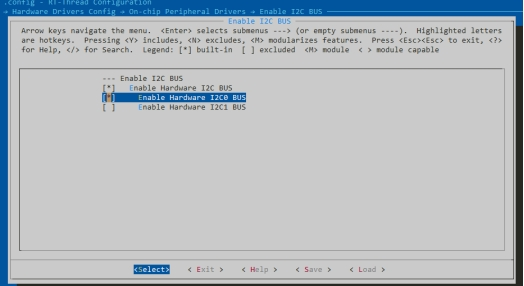 .config - RT-Thread Configuration
→ Hardware Drivers Config → On-chip Peripheral Drivers → Enable I2C BUS
Enable I2C BUS
Arrow keys navigate the menu. <Enter> selects submenus ---> (or empty submenus ----). Highlighted letters
are hotkeys. Pressing <Y> includes, <N> excludes, <M> modularizes features. Press <Esc><Esc> to exit, <?>
for Help, </> for Search. Legend: [*] built-in [ ] excluded <M> module < > module capable
--- Enable I2C BUS
[*] Enable Hardware I2C BUS
[*] Enable Hardware I2C0 BUS
[ ] Enable Hardware I2C1 BUS
<Select> < Exit > < Help > < Save > < Load >